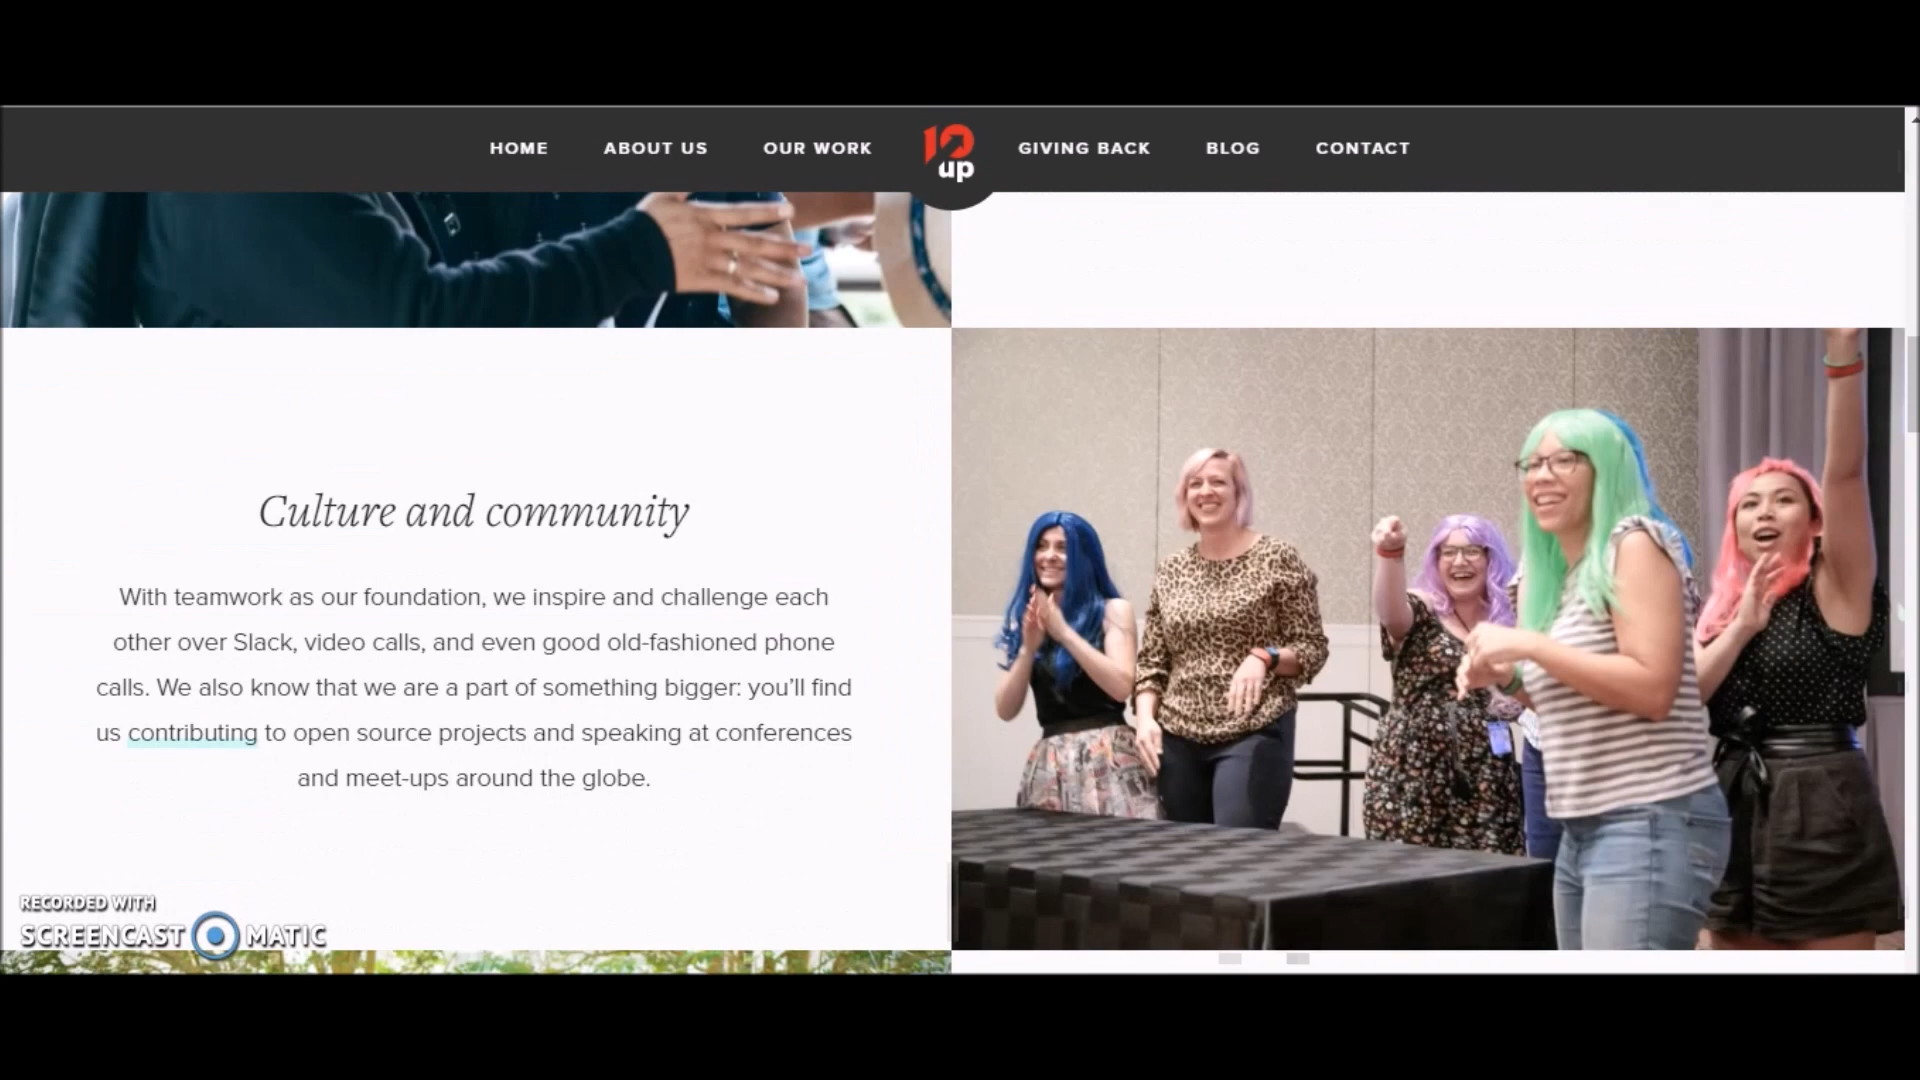 HOME ABOUT US OUR WORK 10up GIVING BACK BLOG CONTACT
Culture and community
With teamwork as our foundation, we inspire and challenge each
other over Slack, video calls, and even good old-fashioned phone
calls. We also know that we are a part of something bigger: you’ll find
us contributing to open source projects and speaking at conferences
and meet-ups around the globe.
RECORDED WITH
SCREENCAST MATIC